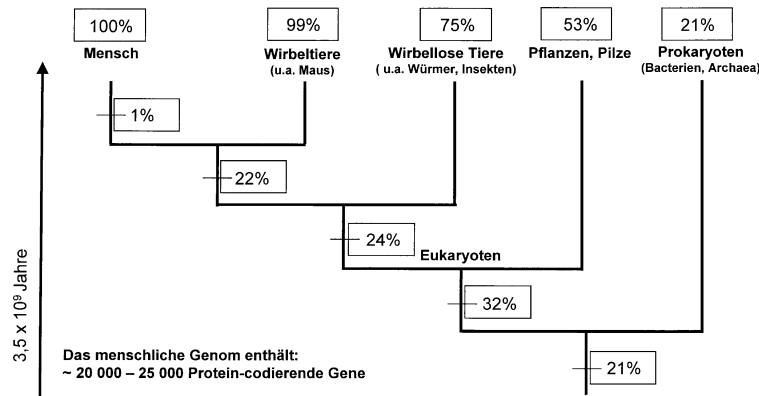 100% 99% 75% 53% 21%
Mensch Wirbeltiere Wirbellose Tiere Pflanzen, Pilze Prokaryoten
(u.a. Maus) ( u.a. Würmer, Insekten) (Bacterien, Archaea)
1%
22%
24%
Eukaryoten
32%
21%
3,5 x 10⁹ Jahre
Das menschliche Genom enthält:
~ 20 000 – 25 000 Protein-codierende Gene